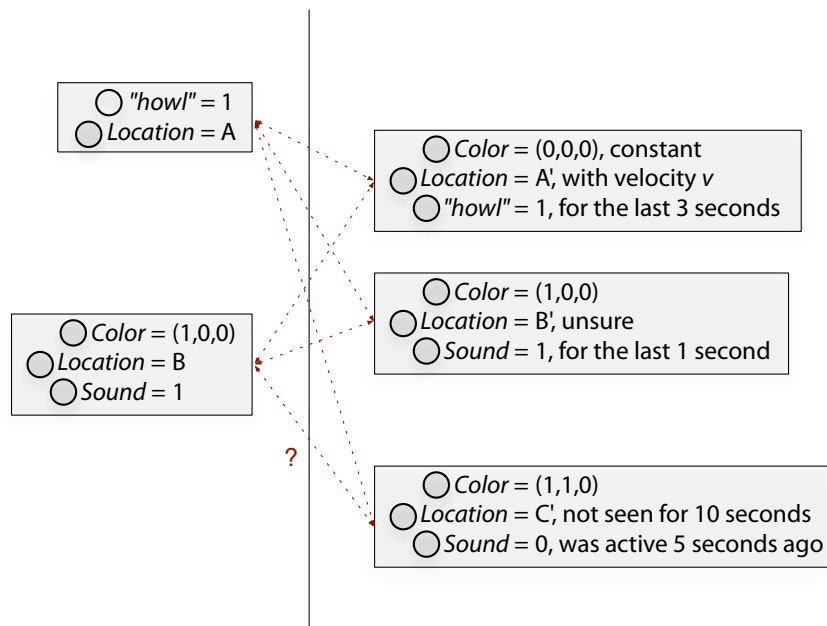 "howl" = 1
Location = A
Color = (1,0,0)
Location = B
Sound = 1
?
Color = (0,0,0), constant
Location = A', with velocity v
"howl" = 1, for the last 3 seconds
Color = (1,0,0)
Location = B', unsure
Sound = 1, for the last 1 second
Color = (1,1,0)
Location = C', not seen for 10 seconds
Sound = 0, was active 5 seconds ago